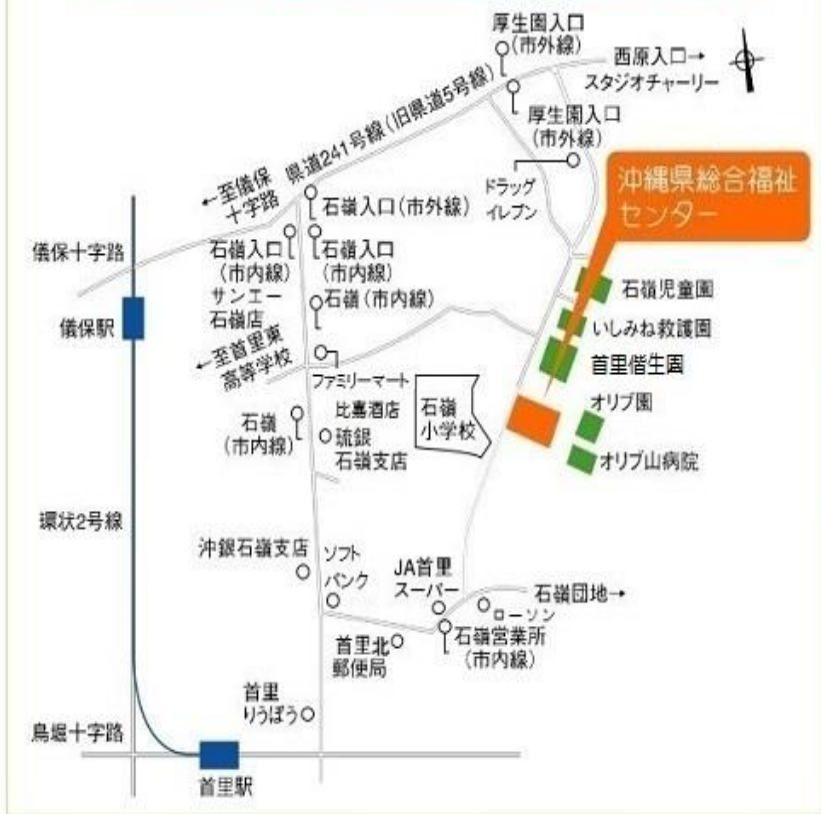 厚生園入口
(市外線)
西原入口→
スタジオチャーリー
県道241号線(旧県道5号線)
厚生園入口
(市外線)
ドラッグ
イレブン
沖縄県総合福祉
センター
←至儀保
十字路
石嶺入口(市外線)
儀保十字路
石嶺入口
(市内線)
石嶺入口
(市内線)
サンエー
石嶺店
石嶺(市内線)
石嶺児童園
儀保駅
いしみね救護園
←至首里東
高等学校
首里偕生園
ファミリーマート
比嘉酒店
石嶺
小学校
オリブ園
石嶺
(市内線)
琉銀
石嶺支店
オリブ山病院
環状2号線
沖銀石嶺支店
ソフト
バンク
JA首里
スーパー
石嶺団地→
ローソン
首里北
郵便局
石嶺営業所
(市内線)
首里
りうぼう
鳥堀十字路
首里駅